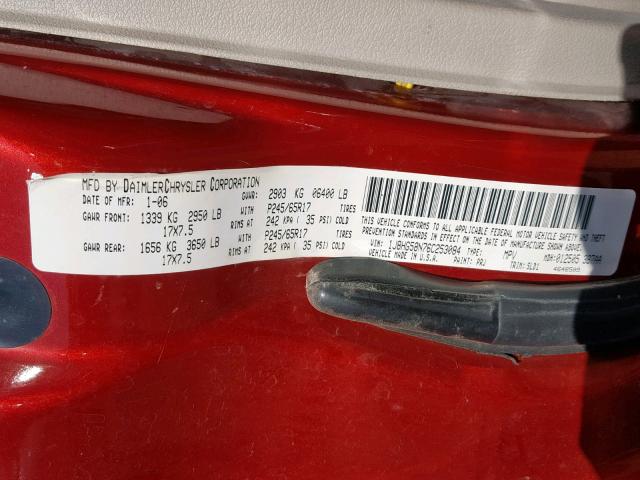 MFD BY DAIMLERCHRYSLER CORPORATION
DATE OF MFR: 1-06 GVWR: 2903 KG 06400 LB
GAWR FRONT: 1339 KG 2950 LB WITH P245/65R17 TIRES
17X7.5 RIMS AT 242 KPA ( 35 PSI) COLD
GAWR REAR: 1656 KG 3650 LB WITH P245/65R17 TIRES
17X7.5 RIMS AT 242 KPA ( 35 PSI) COLD
THIS VEHICLE CONFORMS TO ALL APPLICABLE FEDERAL MOTOR VEHICLE SAFETY AND THEFT
PREVENTION STANDARDS IN EFFECT ON THE DATE OF MANUFACTURE SHOWN ABOVE
VIN: 1J8HG58N76C253084 TYPE: MPV MDH:
VEHICLE MADE IN U.S.A. PAINT: PRJ TRIM: